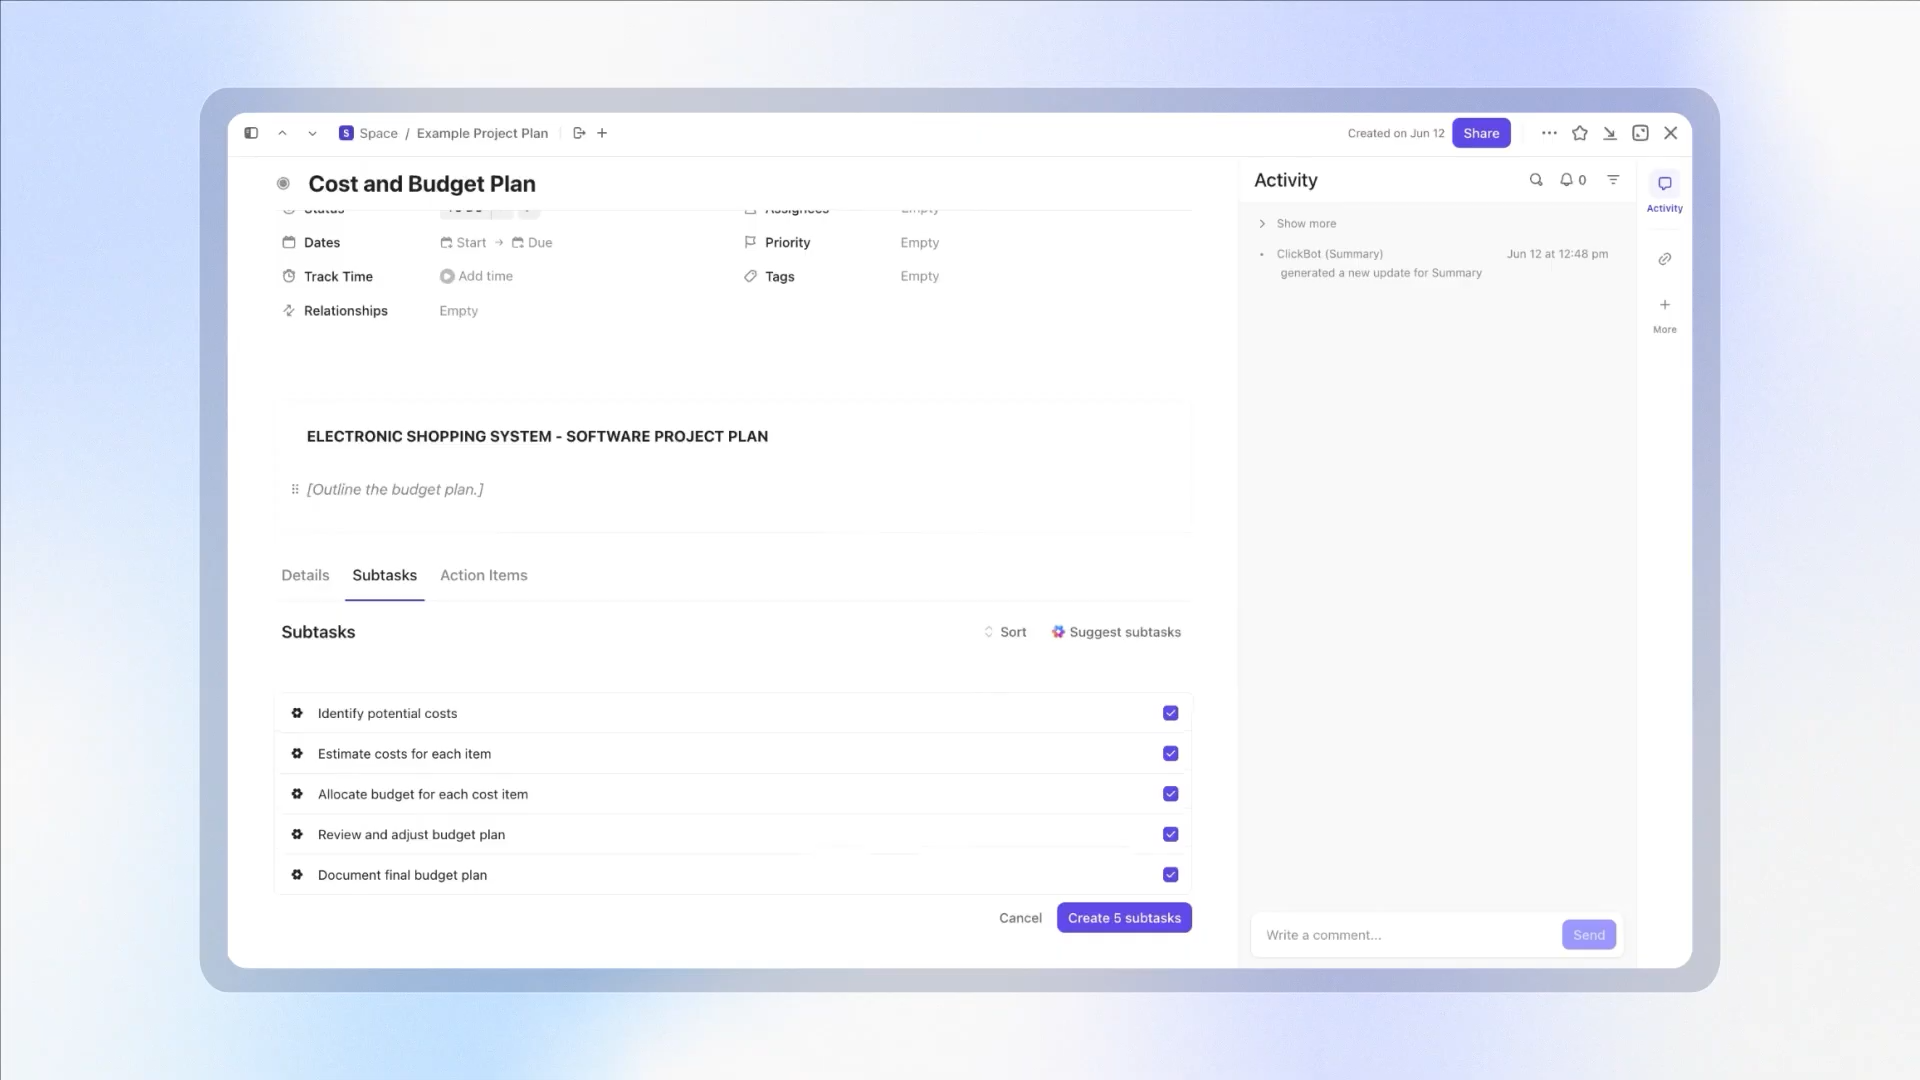 S Space / Example Project Plan
Created on Jun 12 Share
Cost and Budget Plan
Status Assignees Empty
Dates Start → Due Priority Empty
Track Time Add time Tags Empty
Relationships Empty
ELECTRONIC SHOPPING SYSTEM - SOFTWARE PROJECT PLAN
[Outline the budget plan.]
Details Subtasks Action Items
Subtasks Sort Suggest subtasks
Identify potential costs
Estimate costs for each item
Allocate budget for each cost item
Review and adjust budget plan
Document final budget plan
Cancel Create 5 subtasks
Activity 0
Show more
ClickBot (Summary) Jun 12 at 12:48 pm
generated a new update for Summary
Write a comment... Send
Activity
More